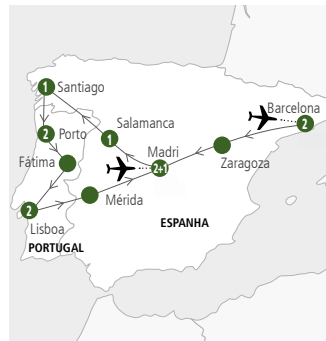 1 Santiago
Barcelona
2
Salamanca
1
2 Porto
Madri
2+1
Zaragoza
Fátima
2
Lisboa
Mérida
ESPANHA
PORTUGAL